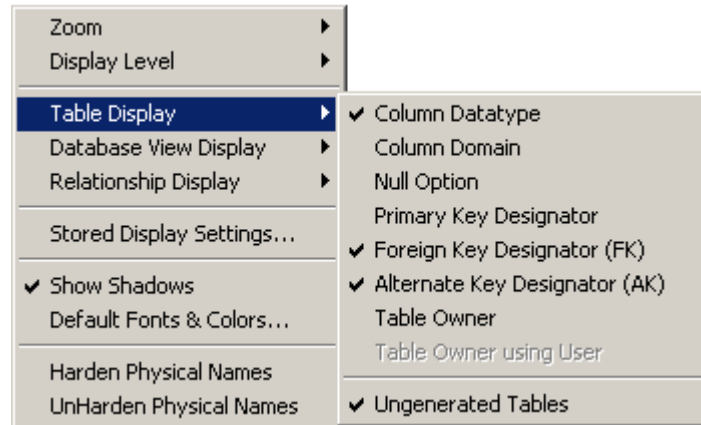 Zoom
Display Level
Table Display
Database View Display
Relationship Display
Stored Display Settings...
Show Shadows
Default Fonts & Colors...
Harden Physical Names
UnHarden Physical Names
Column Datatype
Column Domain
Null Option
Primary Key Designator
Foreign Key Designator (FK)
Alternate Key Designator (AK)
Table Owner
Table Owner using User
Ungenerated Tables